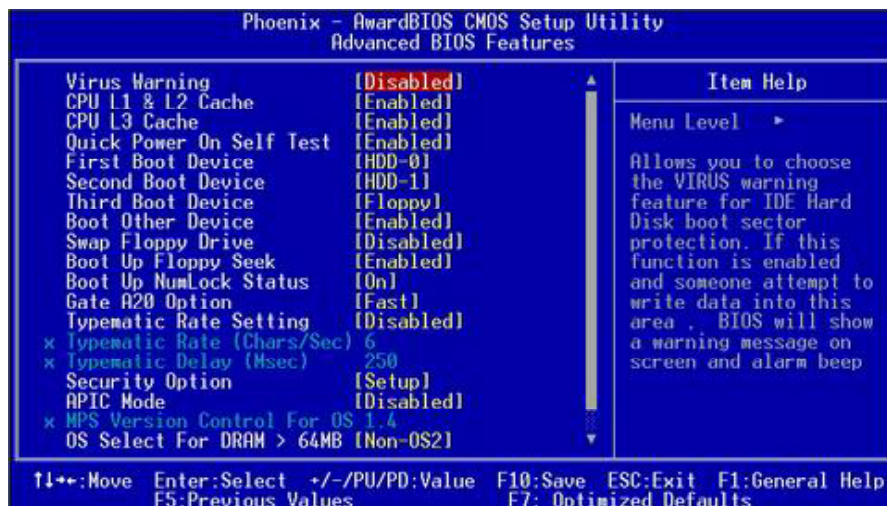 Phoenix - AwardBIOS CMOS Setup Utility
Advanced BIOS Features
Virus Warning [Disabled]
CPU L1 & L2 Cache [Enabled]
CPU L3 Cache [Enabled]
Quick Power On Self Test [Enabled]
First Boot Device [HDD-0]
Second Boot Device [HDD-1]
Third Boot Device [Floppy]
Boot Other Device [Enabled]
Swap Floppy Drive [Disabled]
Boot Up Floppy Seek [Enabled]
Boot Up NumLock Status [On]
Gate A20 Option [Fast]
Typematic Rate Setting [Disabled]
x Typematic Rate (Chars/Sec) 6
x Typematic Delay (Msec) 250
Security Option [Setup]
APIC Mode [Disabled]
x MPS Version Control For OS 1.4
OS Select For DRAM > 64MB [Non-OS2]
Item Help
Menu Level ►
Allows you to choose
the VIRUS warning
feature for IDE Hard
Disk boot sector
protection. If this
function is enabled
and someone attempt to
write data into this
area , BIOS will show
a warning message on
screen and alarm beep
↑↓→←:Move Enter:Select +/-/PU/PD:Value F10:Save ESC:Exit F1:General Help
F5:Previous Values F7: Optimized Defaults